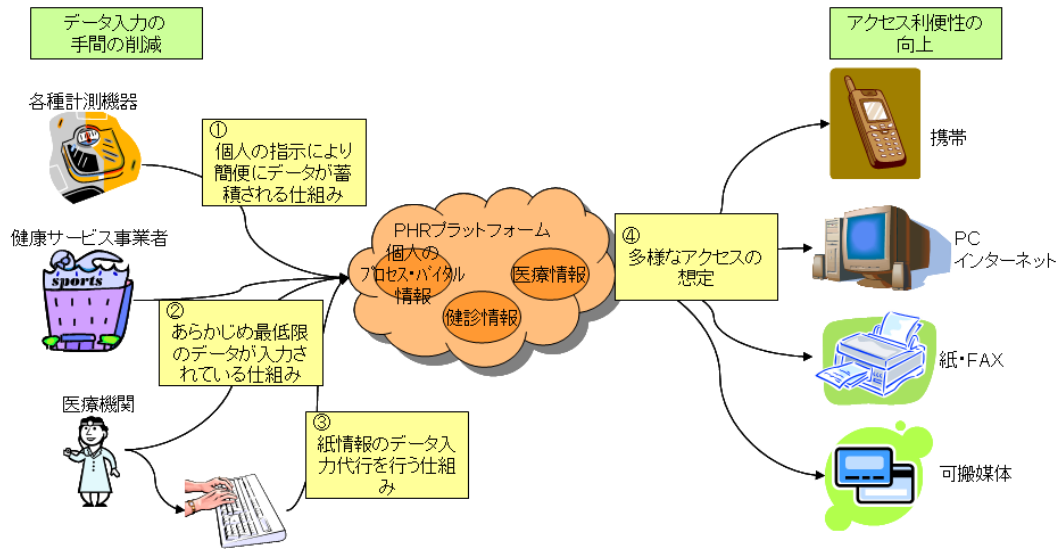 データ入力の
手間の削減
アクセス利便性の
向上
各種計測機器
①
個人の指示により
簡便にデータが蓄
積される仕組み
携帯
健康サービス事業者
sports
PHRプラットフォーム
個人の
プロセス・バイタル
情報
医療情報
健診情報
④
多様なアクセスの
想定
PC
インターネット
②
あらかじめ最低限
のデータが入力さ
れている仕組み
紙・FAX
医療機関
③
紙情報のデータ入
力代行を行う仕組
み
可搬媒体